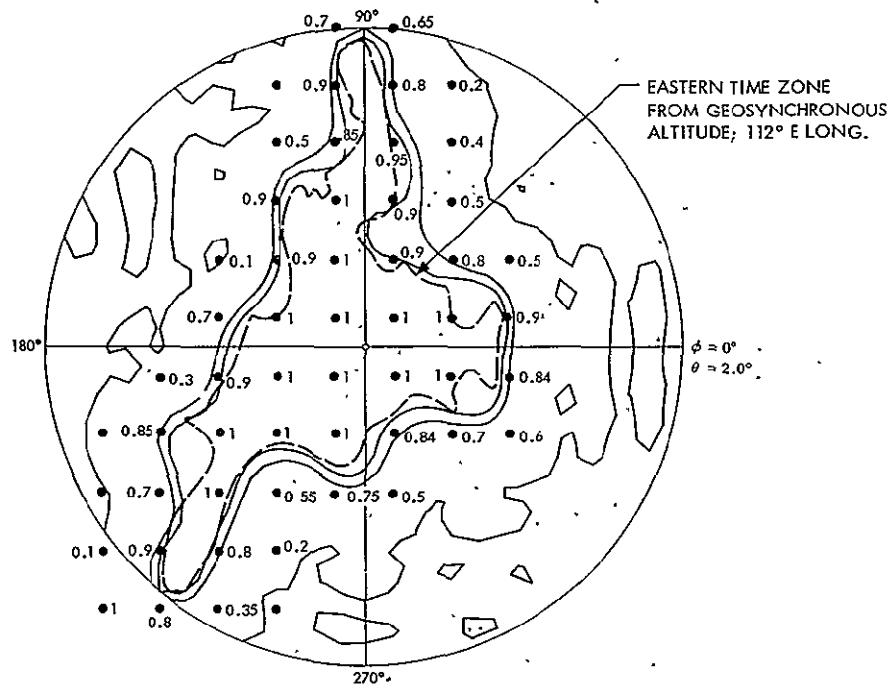 0.7 90° 0.65
0.9 0.8 0.2
EASTERN TIME ZONE
FROM GEOSYNCHRONOUS
ALTITUDE; 112° E LONG.
0.5 .85 0.95 0.4
0.9 1 0.9 0.5
0.1 0.9 1 0.9 0.8 0.5
0.7 1 1 1 1 0.9
180° ϕ = 0°
θ = 2.0°
0.3 0.9 1 1 1 1 0.84
0.85 1 1 1 0.84 0.7 0.6
0.7 1 0.55 0.75 0.5
0.1 0.9 0.8 0.2
1 0.8 0.35
270°